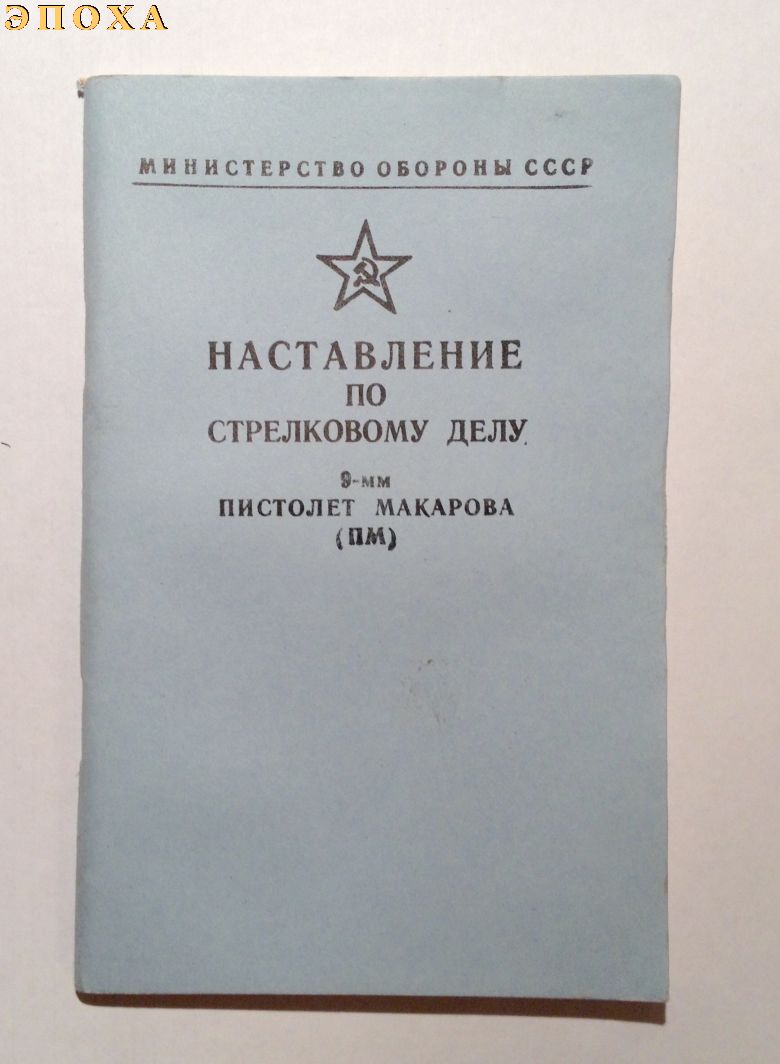 ЭПОХА
МИНИСТЕРСТВО ОБОРОНЫ СССР
НАСТАВЛЕНИЕ
ПО
СТРЕЛКОВОМУ ДЕЛУ
9-мм
ПИСТОЛЕТ МАКАРОВА
(ПМ)